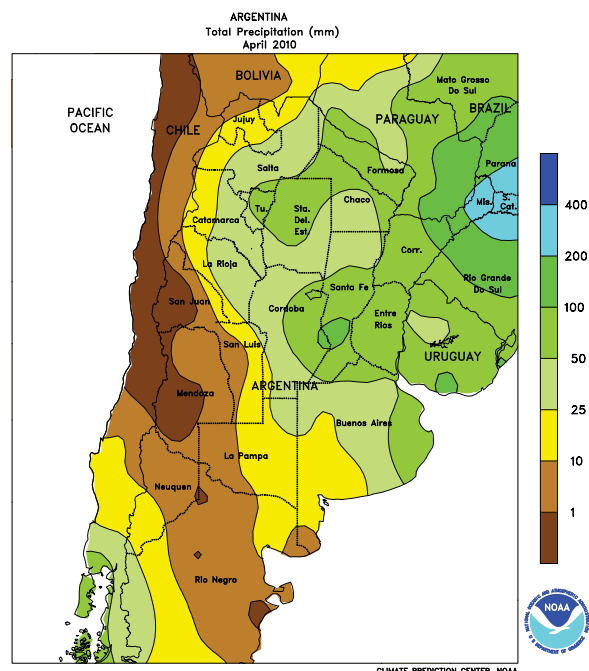 ARGENTINA
Total Precipitation (mm)
April 2010
BOLIVIA
Mato Grosso
Do Sul
BRAZIL
PACIFIC
OCEAN
CHILE
Jujuy
PARAGUAY
Parana
Salta
Formosa
Mis.
S.
Cat.
Chaco
Tu.
Sta.
Del.
Est.
Catamarca
Corr.
La Rioja
Rio Grande
Do Sul
San Juan
Santa Fe
Cordoba
Entre
Rios
San Luis
URUGUAY
ARGENTINA
Mendoza
Buenos Aires
La Pampa
Neuquen
Rio Negro
400
200
100
50
25
10
1
NOAA
CLIMATE PREDICTION CENTER, NOAA